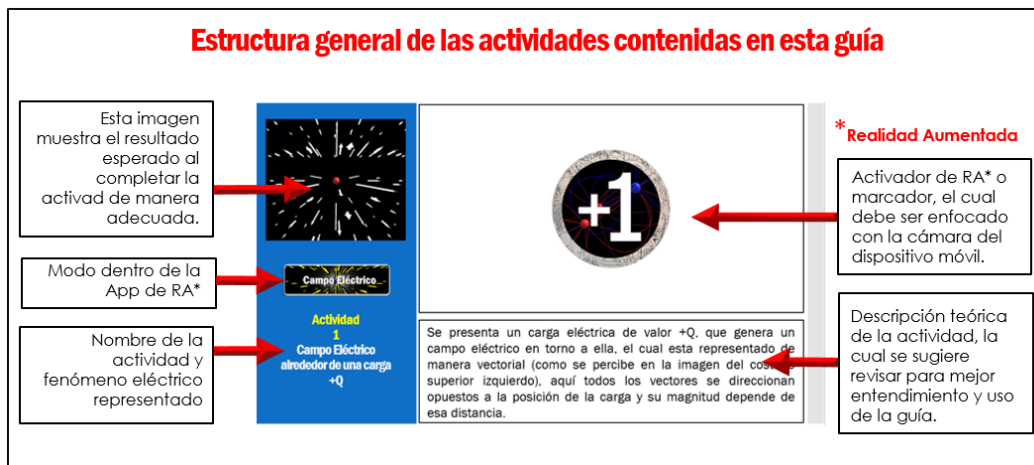 Estructura general de las actividades contenidas en esta guía
Esta imagen
muestra el resultado
esperado al
completar la
activad de manera
adecuada.
Modo dentro de la
App de RA*
Nombre de la
actividad y
fenómeno eléctrico
representado
Campo Eléctrico
Actividad
1
Campo Eléctrico
alrededor de una carga
+Q
+1
Se presenta un carga eléctrica de valor +Q, que genera un
campo eléctrico en torno a ella, el cual esta representado de
manera vectorial (como se percibe en la imagen del
superior izquierdo), aquí todos los vectores se direccionan
opuestos a la posición de la carga y su magnitud depende de
esa distancia.
*Realidad Aumentada
Activador de RA* o
marcador, el cual
debe ser enfocado
con la cámara del
dispositivo móvil.
Descripción teórica
de la actividad, la
cual se sugiere
revisar para mejor
entendimiento y uso
de la guía.